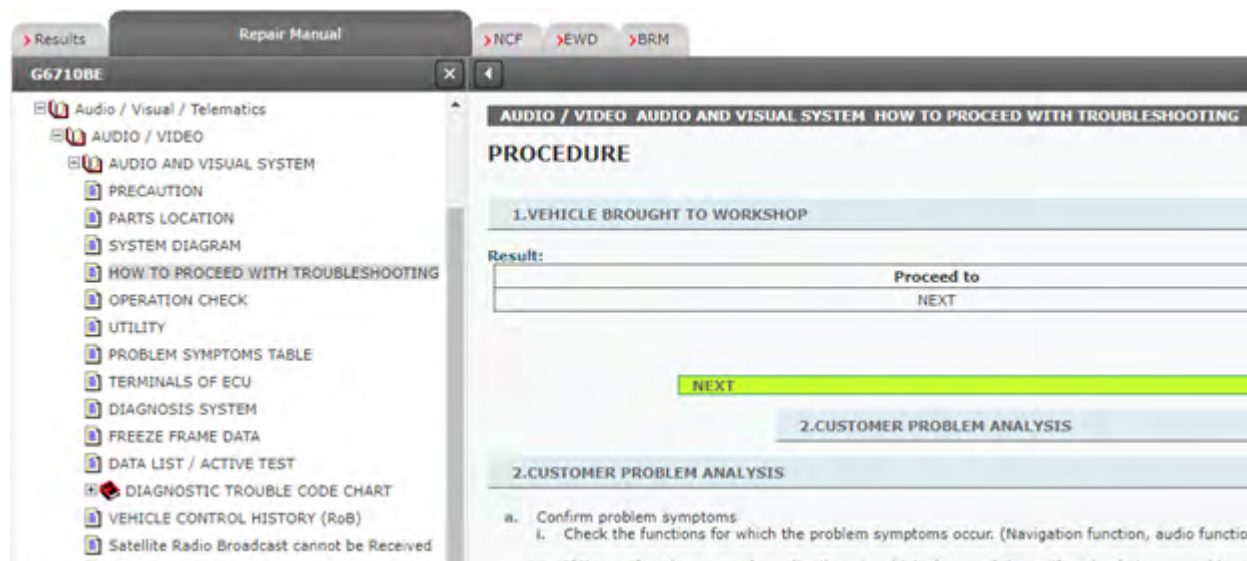 Results
Repair Manual
NCF
EWD
BRM
G6710BE
Audio / Visual / Telematics
AUDIO / VIDEO
AUDIO AND VISUAL SYSTEM
PRECAUTION
PARTS LOCATION
SYSTEM DIAGRAM
HOW TO PROCEED WITH TROUBLESHOOTING
OPERATION CHECK
UTILITY
PROBLEM SYMPTOMS TABLE
TERMINALS OF ECU
DIAGNOSIS SYSTEM
FREEZE FRAME DATA
DATA LIST / ACTIVE TEST
DIAGNOSTIC TROUBLE CODE CHART
VEHICLE CONTROL HISTORY (RoB)
Satellite Radio Broadcast cannot be Received
AUDIO / VIDEO AUDIO AND VISUAL SYSTEM HOW TO PROCEED WITH TROUBLESHOOTING
PROCEDURE
1.VEHICLE BROUGHT TO WORKSHOP
Result:
Proceed to
NEXT
NEXT
2.CUSTOMER PROBLEM ANALYSIS
2.CUSTOMER PROBLEM ANALYSIS
a. Confirm problem symptoms
i. Check the functions for which the problem symptoms occur. (Navigation function, audio functio